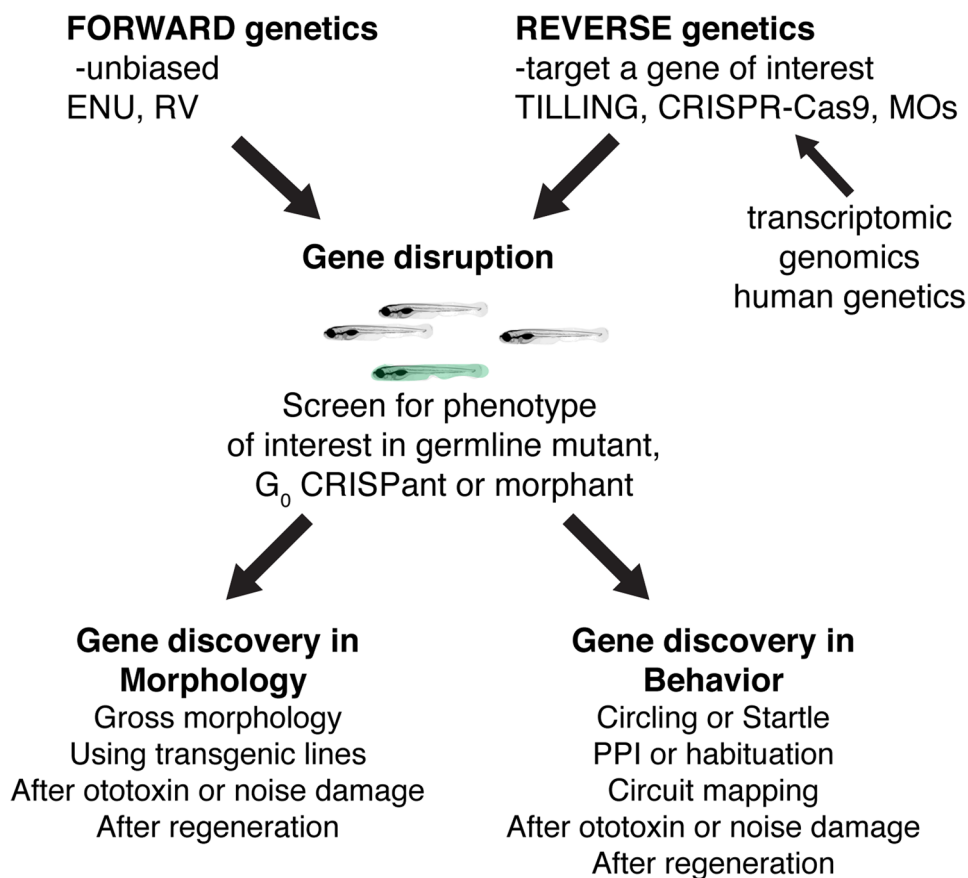 FORWARD genetics
-unbiased
ENU, RV
REVERSE genetics
-target a gene of interest
TILLING, CRISPR-Cas9, MOs
transcriptomic
genomics
human genetics
Gene disruption
Screen for phenotype
of interest in germline mutant,
G0 CRISPant or morphant
Gene discovery in
Morphology
Gross morphology
Using transgenic lines
After ototoxin or noise damage
After regeneration
Gene discovery in
Behavior
Circling or Startle
PPI or habituation
Circuit mapping
After ototoxin or noise damage
After regeneration